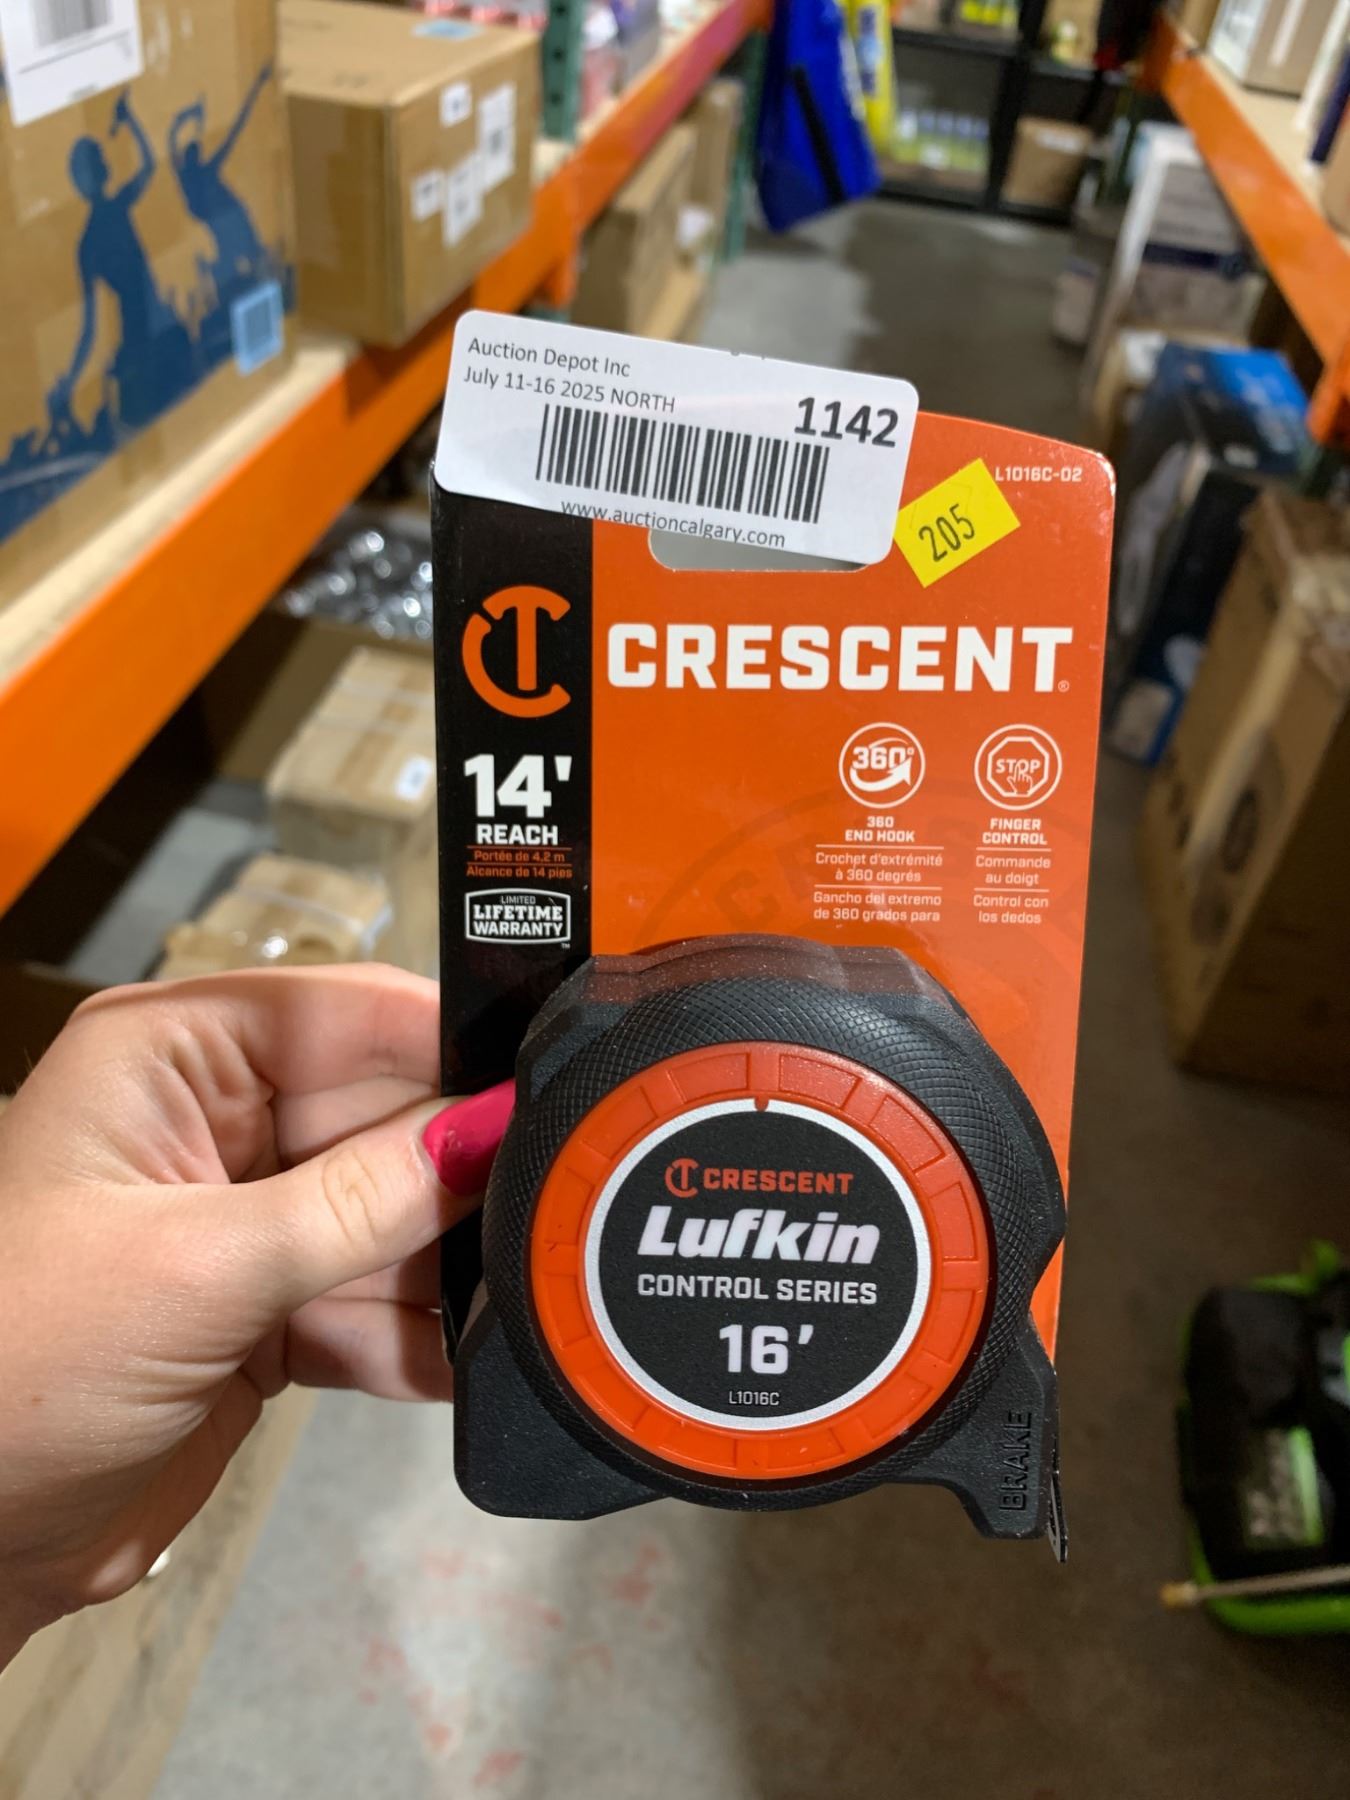 Auction Depot Inc
July 11-16 2025 NORTH
1142
www.auctioncalgary.com
L1016C-02
205
CRESCENT®
14'
REACH
Portée de 4,2 m
Alcance de 14 pies
LIMITED
LIFETIME
WARRANTY™
360°
360
END HOOK
Crochet d'extrémité
à 360 degrés
Gancho del extremo
de 360 grados para
STOP
FINGER
CONTROL
Commande
au doigt
Control con
los dedos
CRESCENT
Lufkin
CONTROL SERIES
16'
L1016C
BRAKE